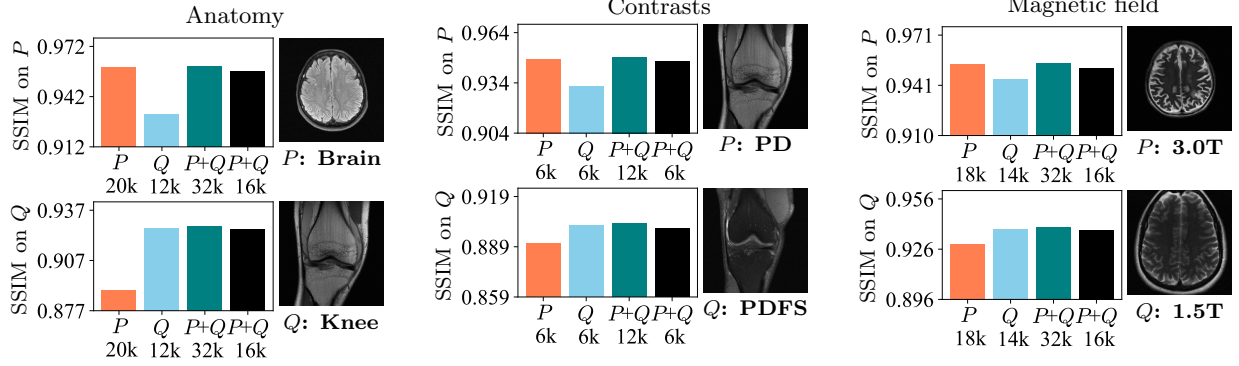 Anatomy
SSIM on P
0.972
0.942
0.912
P Q P+Q P+Q
20k 12k 32k 16k
P: Brain
SSIM on Q
0.937
0.907
0.877
P Q P+Q P+Q
20k 12k 32k 16k
Q: Knee
Contrasts
SSIM on P
0.964
0.934
0.904
P Q P+Q P+Q
6k 6k 12k 6k
P: PD
SSIM on Q
0.919
0.889
0.859
P Q P+Q P+Q
6k 6k 12k 6k
Q: PDFS
Magnetic field
SSIM on P
0.971
0.941
0.910
P Q P+Q P+Q
18k 14k 32k 16k
P: 3.0T
SSIM on Q
0.956
0.926
0.896
P Q P+Q P+Q
18k 14k 32k 16k
Q: 1.5T